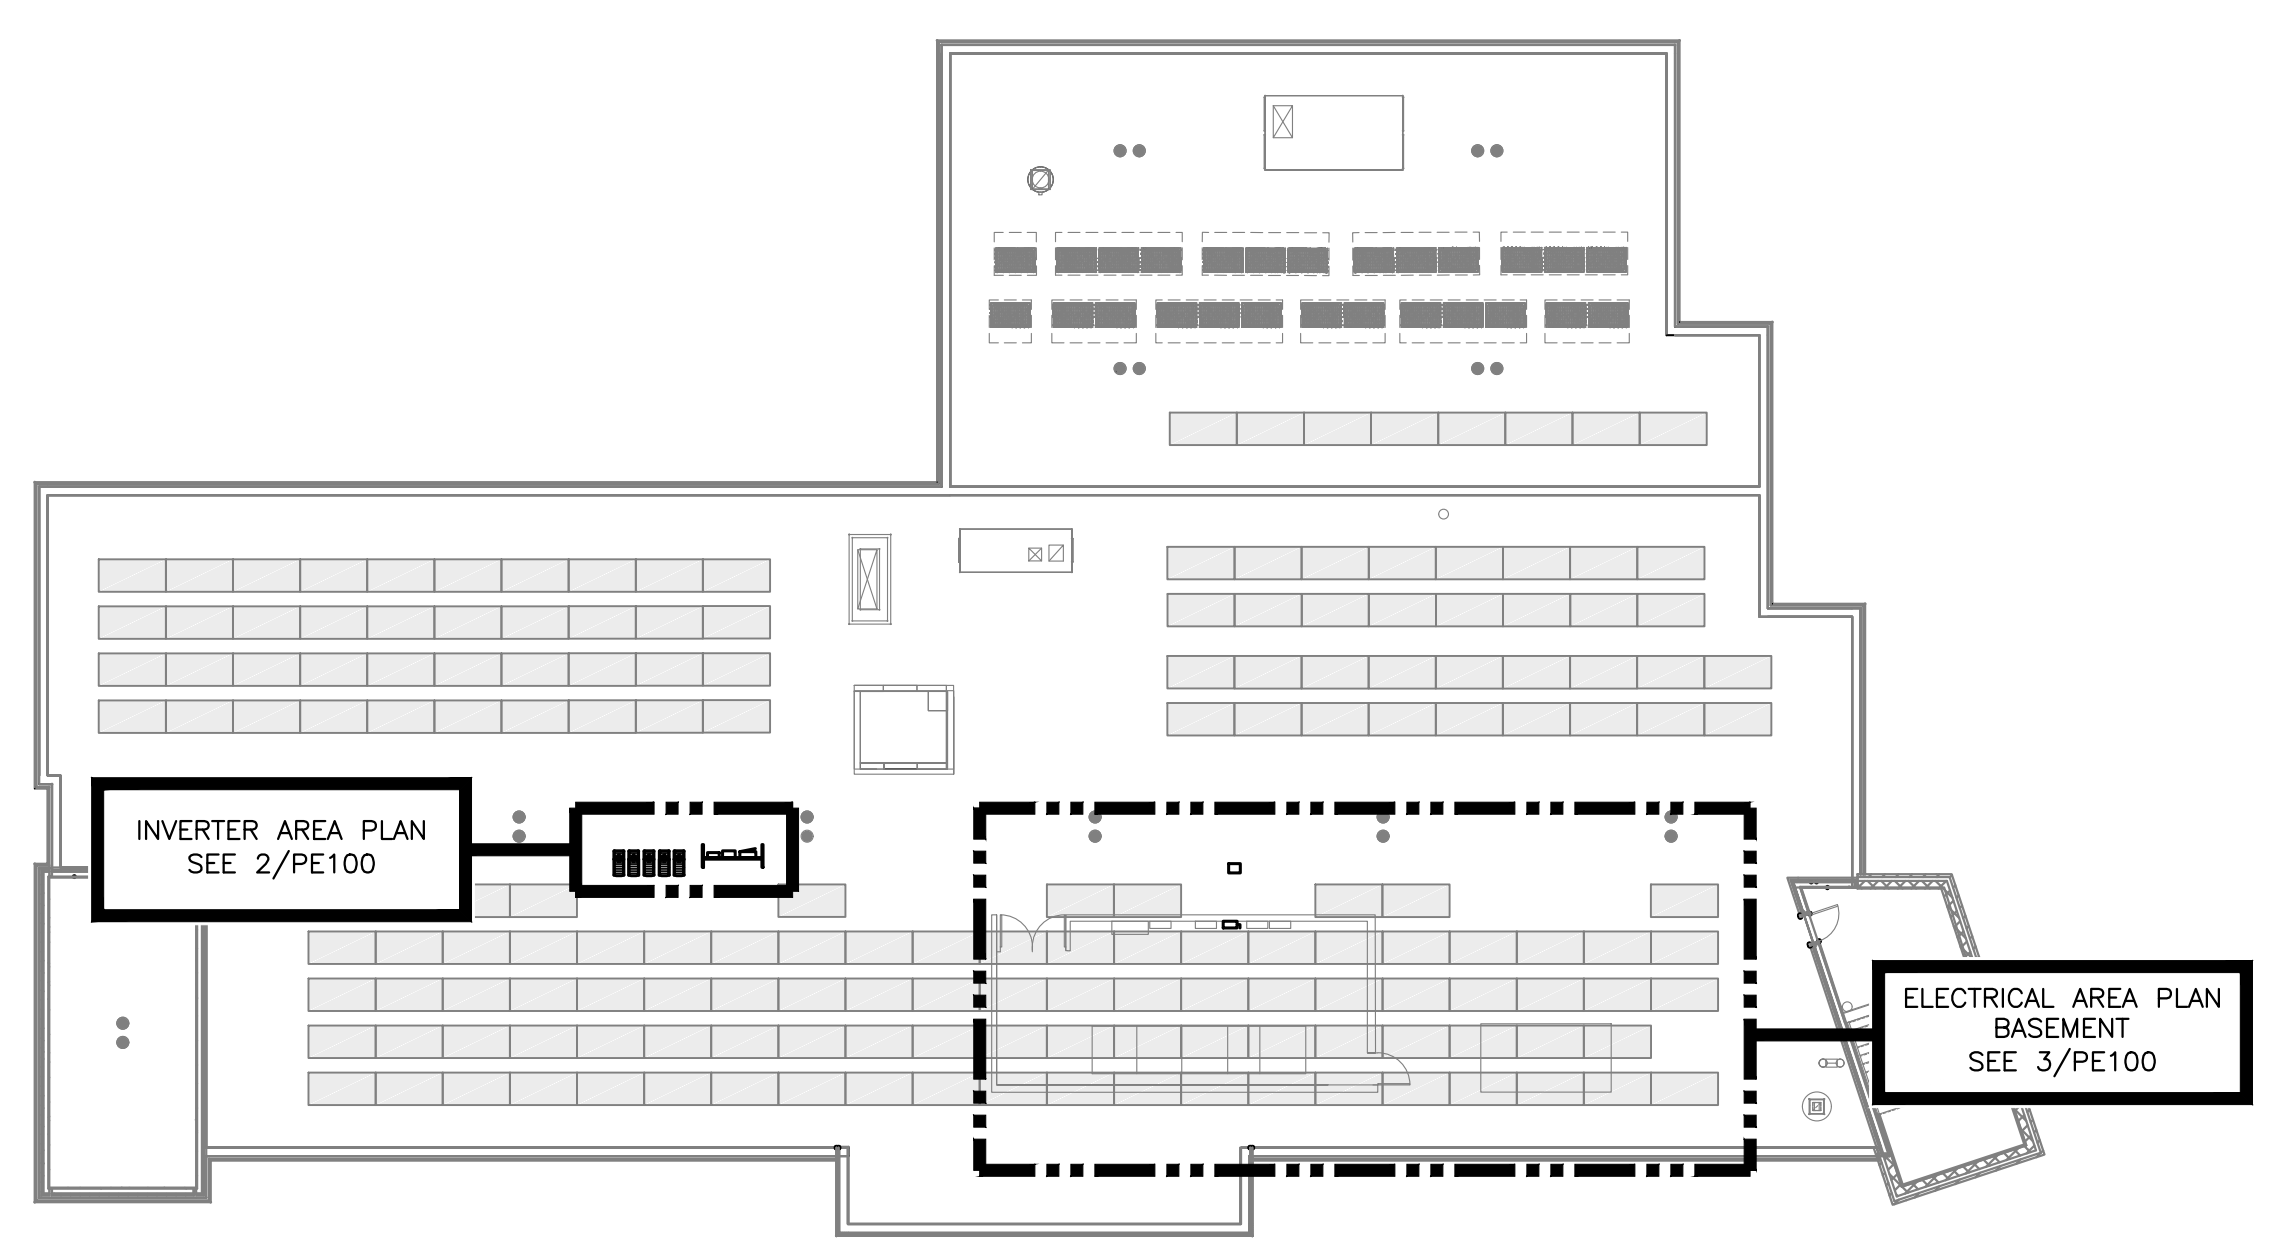 INVERTER AREA PLAN
SEE 2/PE100
ELECTRICAL AREA PLAN
BASEMENT
SEE 3/PE100